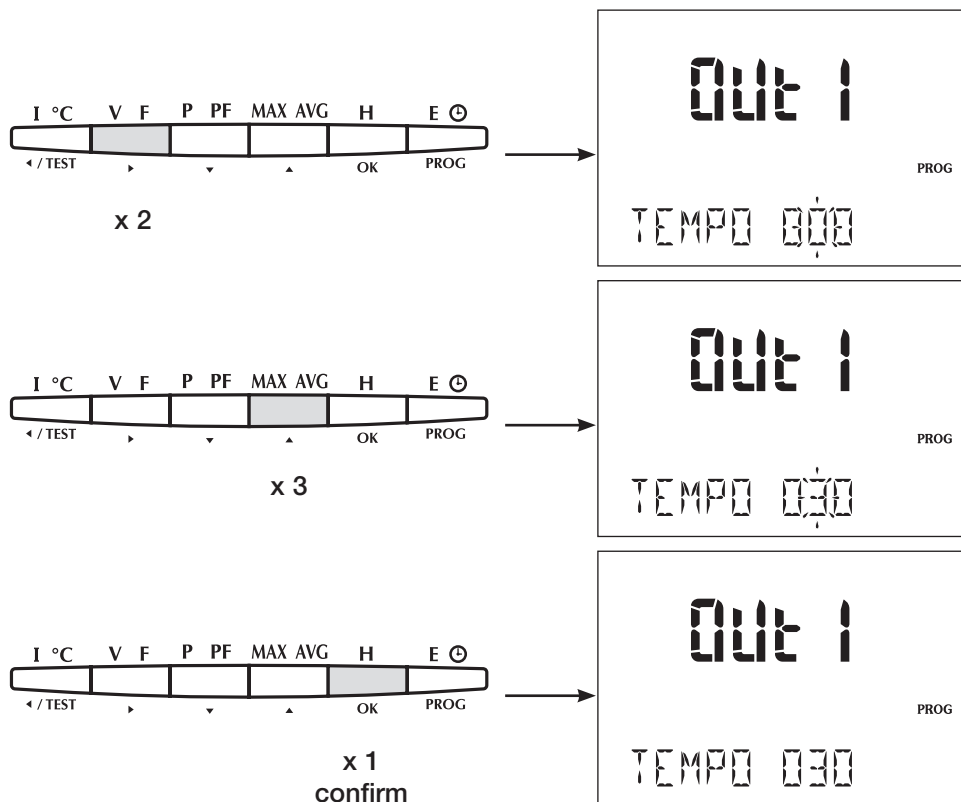 I °C V F P PF MAX AVG H E
◂ / TEST ▸ ▾ ▴ OK PROG
x 2
OUt 1
PROG
TEMPO 000
I °C V F P PF MAX AVG H E
◂ / TEST ▸ ▾ ▴ OK PROG
x 3
OUt 1
PROG
TEMPO 030
I °C V F P PF MAX AVG H E
◂ / TEST ▸ ▾ ▴ OK PROG
x 1
confirm
OUt 1
PROG
TEMPO 030